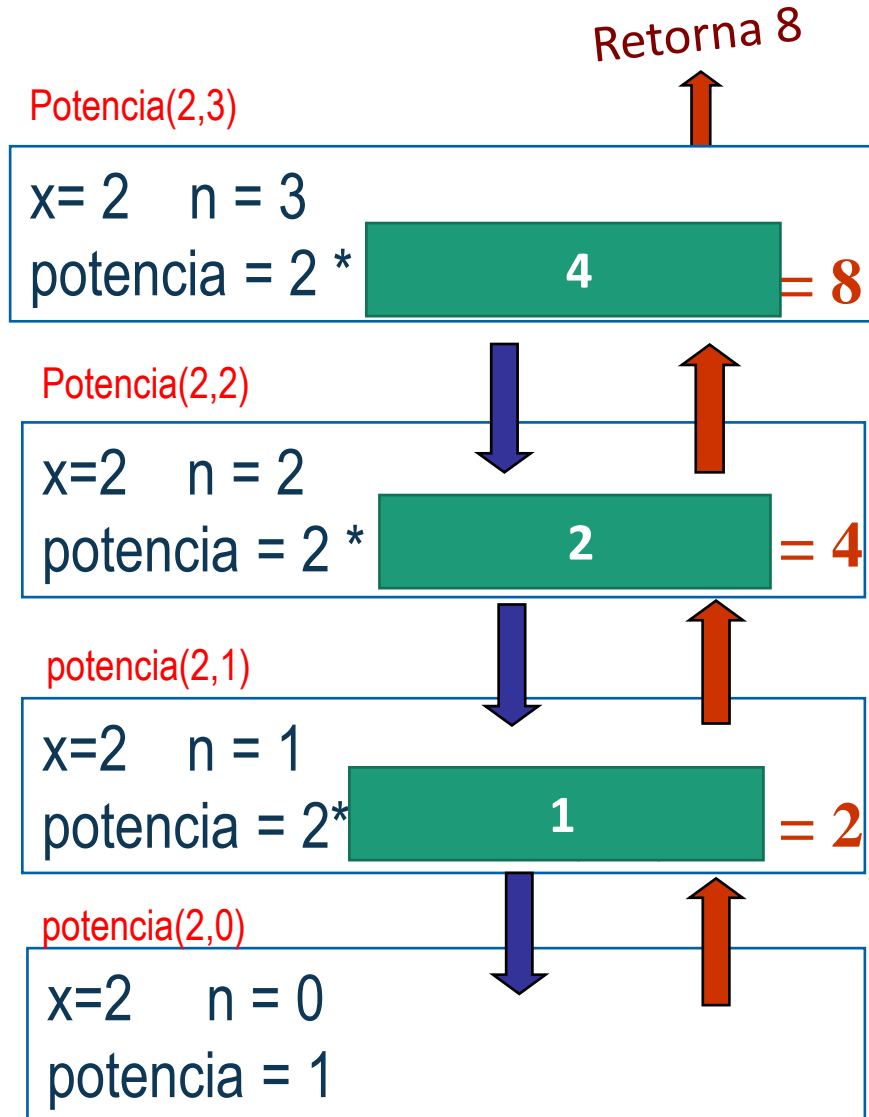 Retorna 8
Potencia(2,3)
x= 2 n = 3
potencia = 2 * 4 = 8
Potencia(2,2)
x=2 n = 2
potencia = 2 * 2 = 4
potencia(2,1)
x=2 n = 1
potencia = 2* 1 = 2
potencia(2,0)
x=2 n = 0
potencia = 1